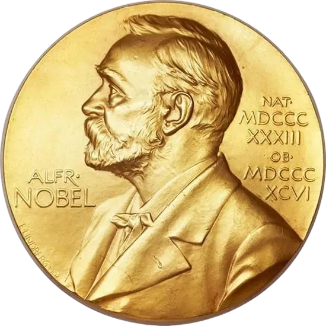 ALFR·
NOBEL
NAT·
MDCCC
XXXIII
OB·
MDCCC
XCVI